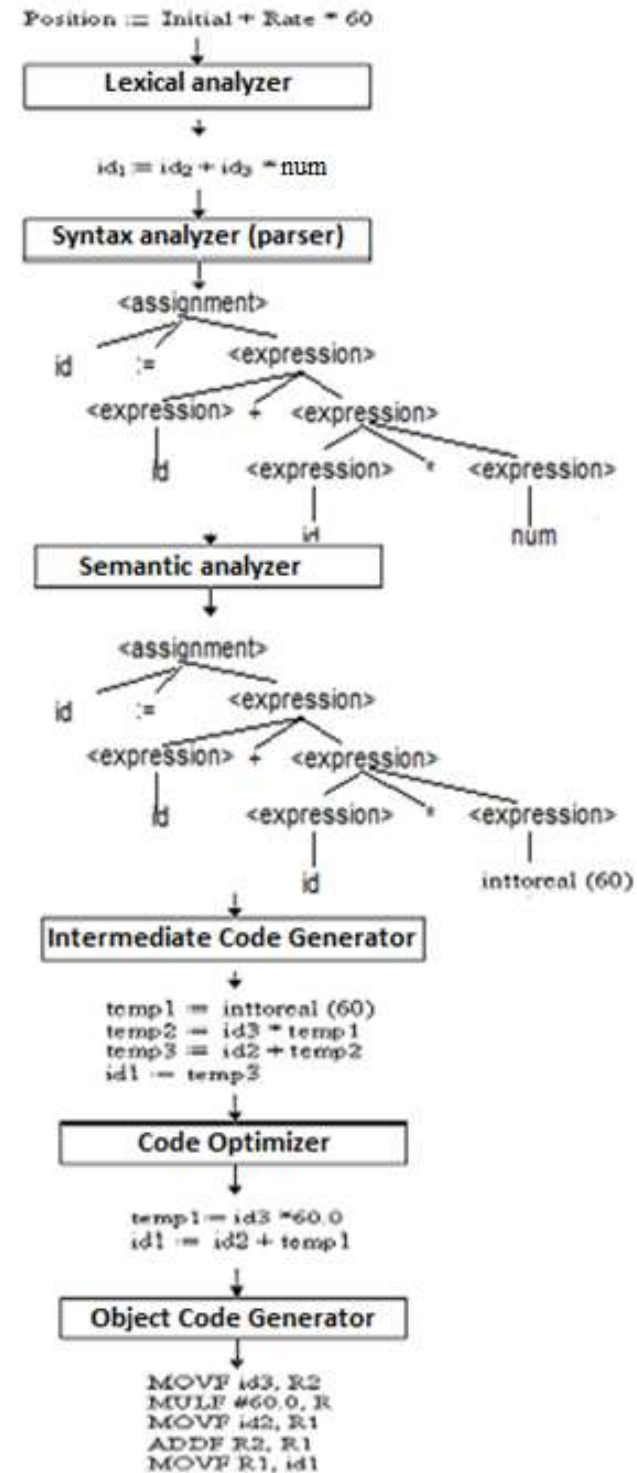 Position := Initial + Rate * 60
Lexical analyzer
id1 := id2 + id3 * num
Syntax analyzer (parser)
<assignment>
id := <expression>
<expression> + <expression>
id <expression> * <expression>
id num
Semantic analyzer
<assignment>
id := <expression>
<expression> + <expression>
id <expression> * <expression>
id inttoreal (60)
Intermediate Code Generator
temp1 := inttoreal (60)
temp2 := id3 * temp1
temp3 := id2 + temp2
id1 := temp3
Code Optimizer
temp1 := id3 *60.0
id1 := id2 + temp1
Object Code Generator
MOVF id3, R2
MULF #60.0, R
MOVF id2, R1
ADDF R2, R1
MOVF R1, id1